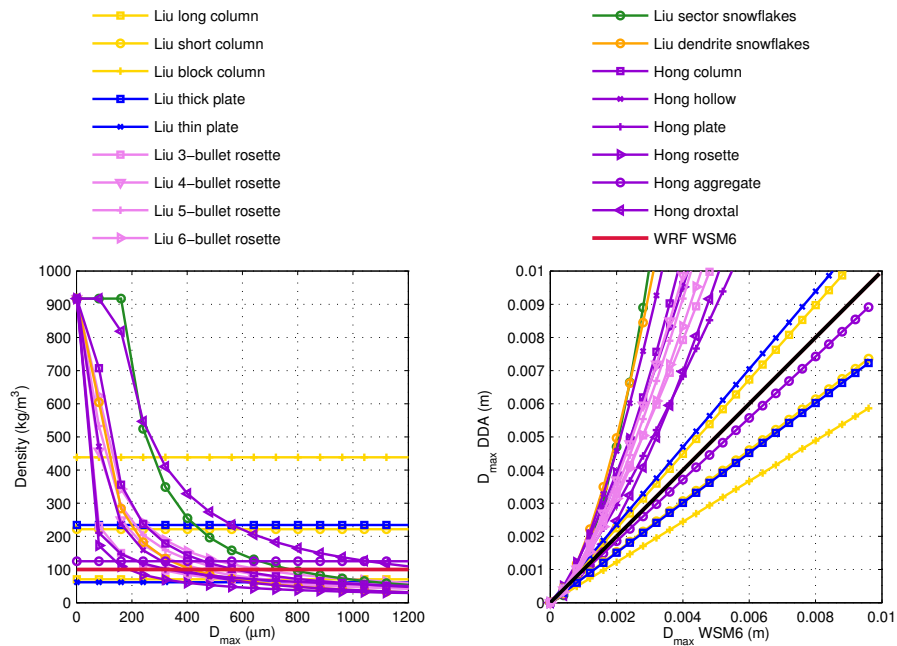 Liu long column
Liu short column
Liu block column
Liu thick plate
Liu thin plate
Liu 3−bullet rosette
Liu 4−bullet rosette
Liu 5−bullet rosette
Liu 6−bullet rosette
Liu sector snowflakes
Liu dendrite snowflakes
Hong column
Hong hollow
Hong plate
Hong rosette
Hong aggregate
Hong droxtal
WRF WSM6
1000
900
800
700
600
500
400
300
200
100
0
Density (kg/m³)
0 200 400 600 800 1000 1200
D_max (μm)
0.01
0.009
0.008
0.007
0.006
0.005
0.004
0.003
0.002
0.001
0
D_max DDA (m)
0 0.002 0.004 0.006 0.008 0.01
D_max WSM6 (m)